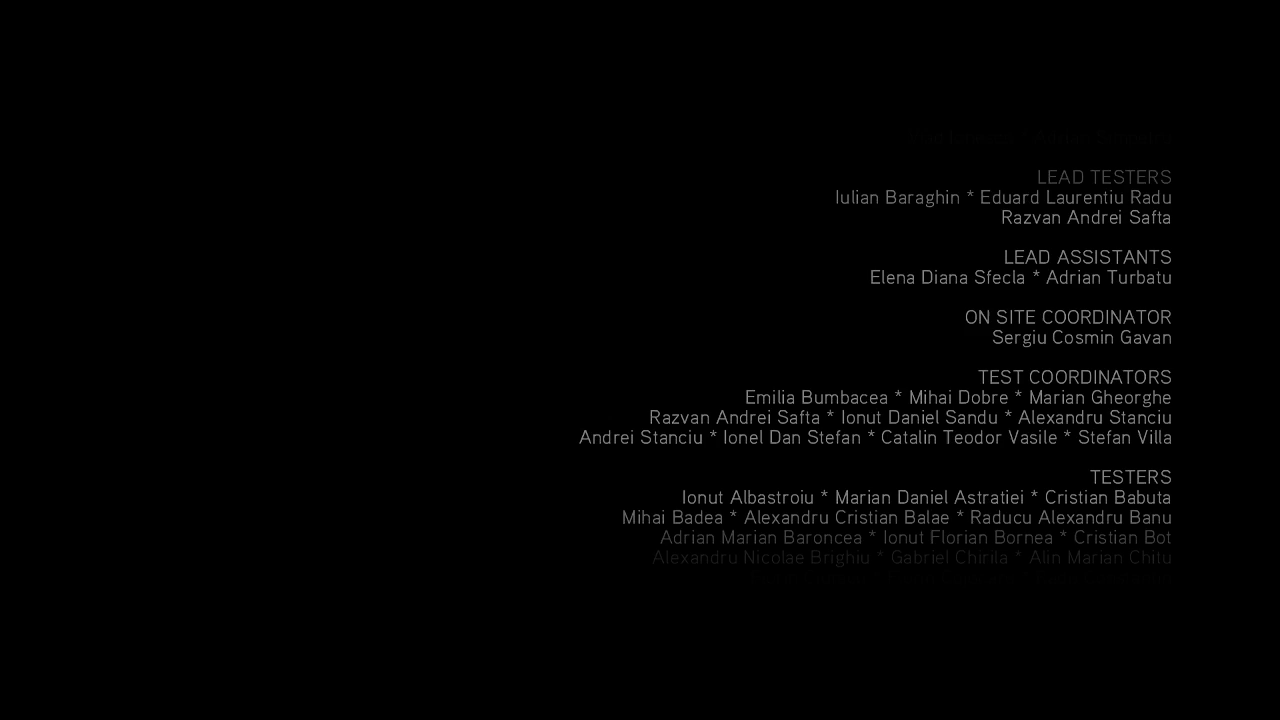 LEAD TESTERS
Iulian Baraghin * Eduard Laurentiu Radu
Razvan Andrei Safta
LEAD ASSISTANTS
Elena Diana Sfecla * Adrian Turbatu
ON SITE COORDINATOR
Sergiu Cosmin Gavan
TEST COORDINATORS
Emilia Bumbacea * Mihai Dobre * Marian Gheorghe
Razvan Andrei Safta * Ionut Daniel Sandu * Alexandru Stanciu
Andrei Stanciu * Ionel Dan Stefan * Catalin Teodor Vasile * Stefan Villa
TESTERS
Ionut Albastroiu * Marian Daniel Astratiei * Cristian Babuta
Mihai Badea * Alexandru Cristian Balae * Raducu Alexandru Banu
Adrian Marian Baroncea * Ionut Florian Bornea * Cristian Bot
Alexandru Nicolae Brighiu * Gabriel Chirila * Alin Marian Chitu